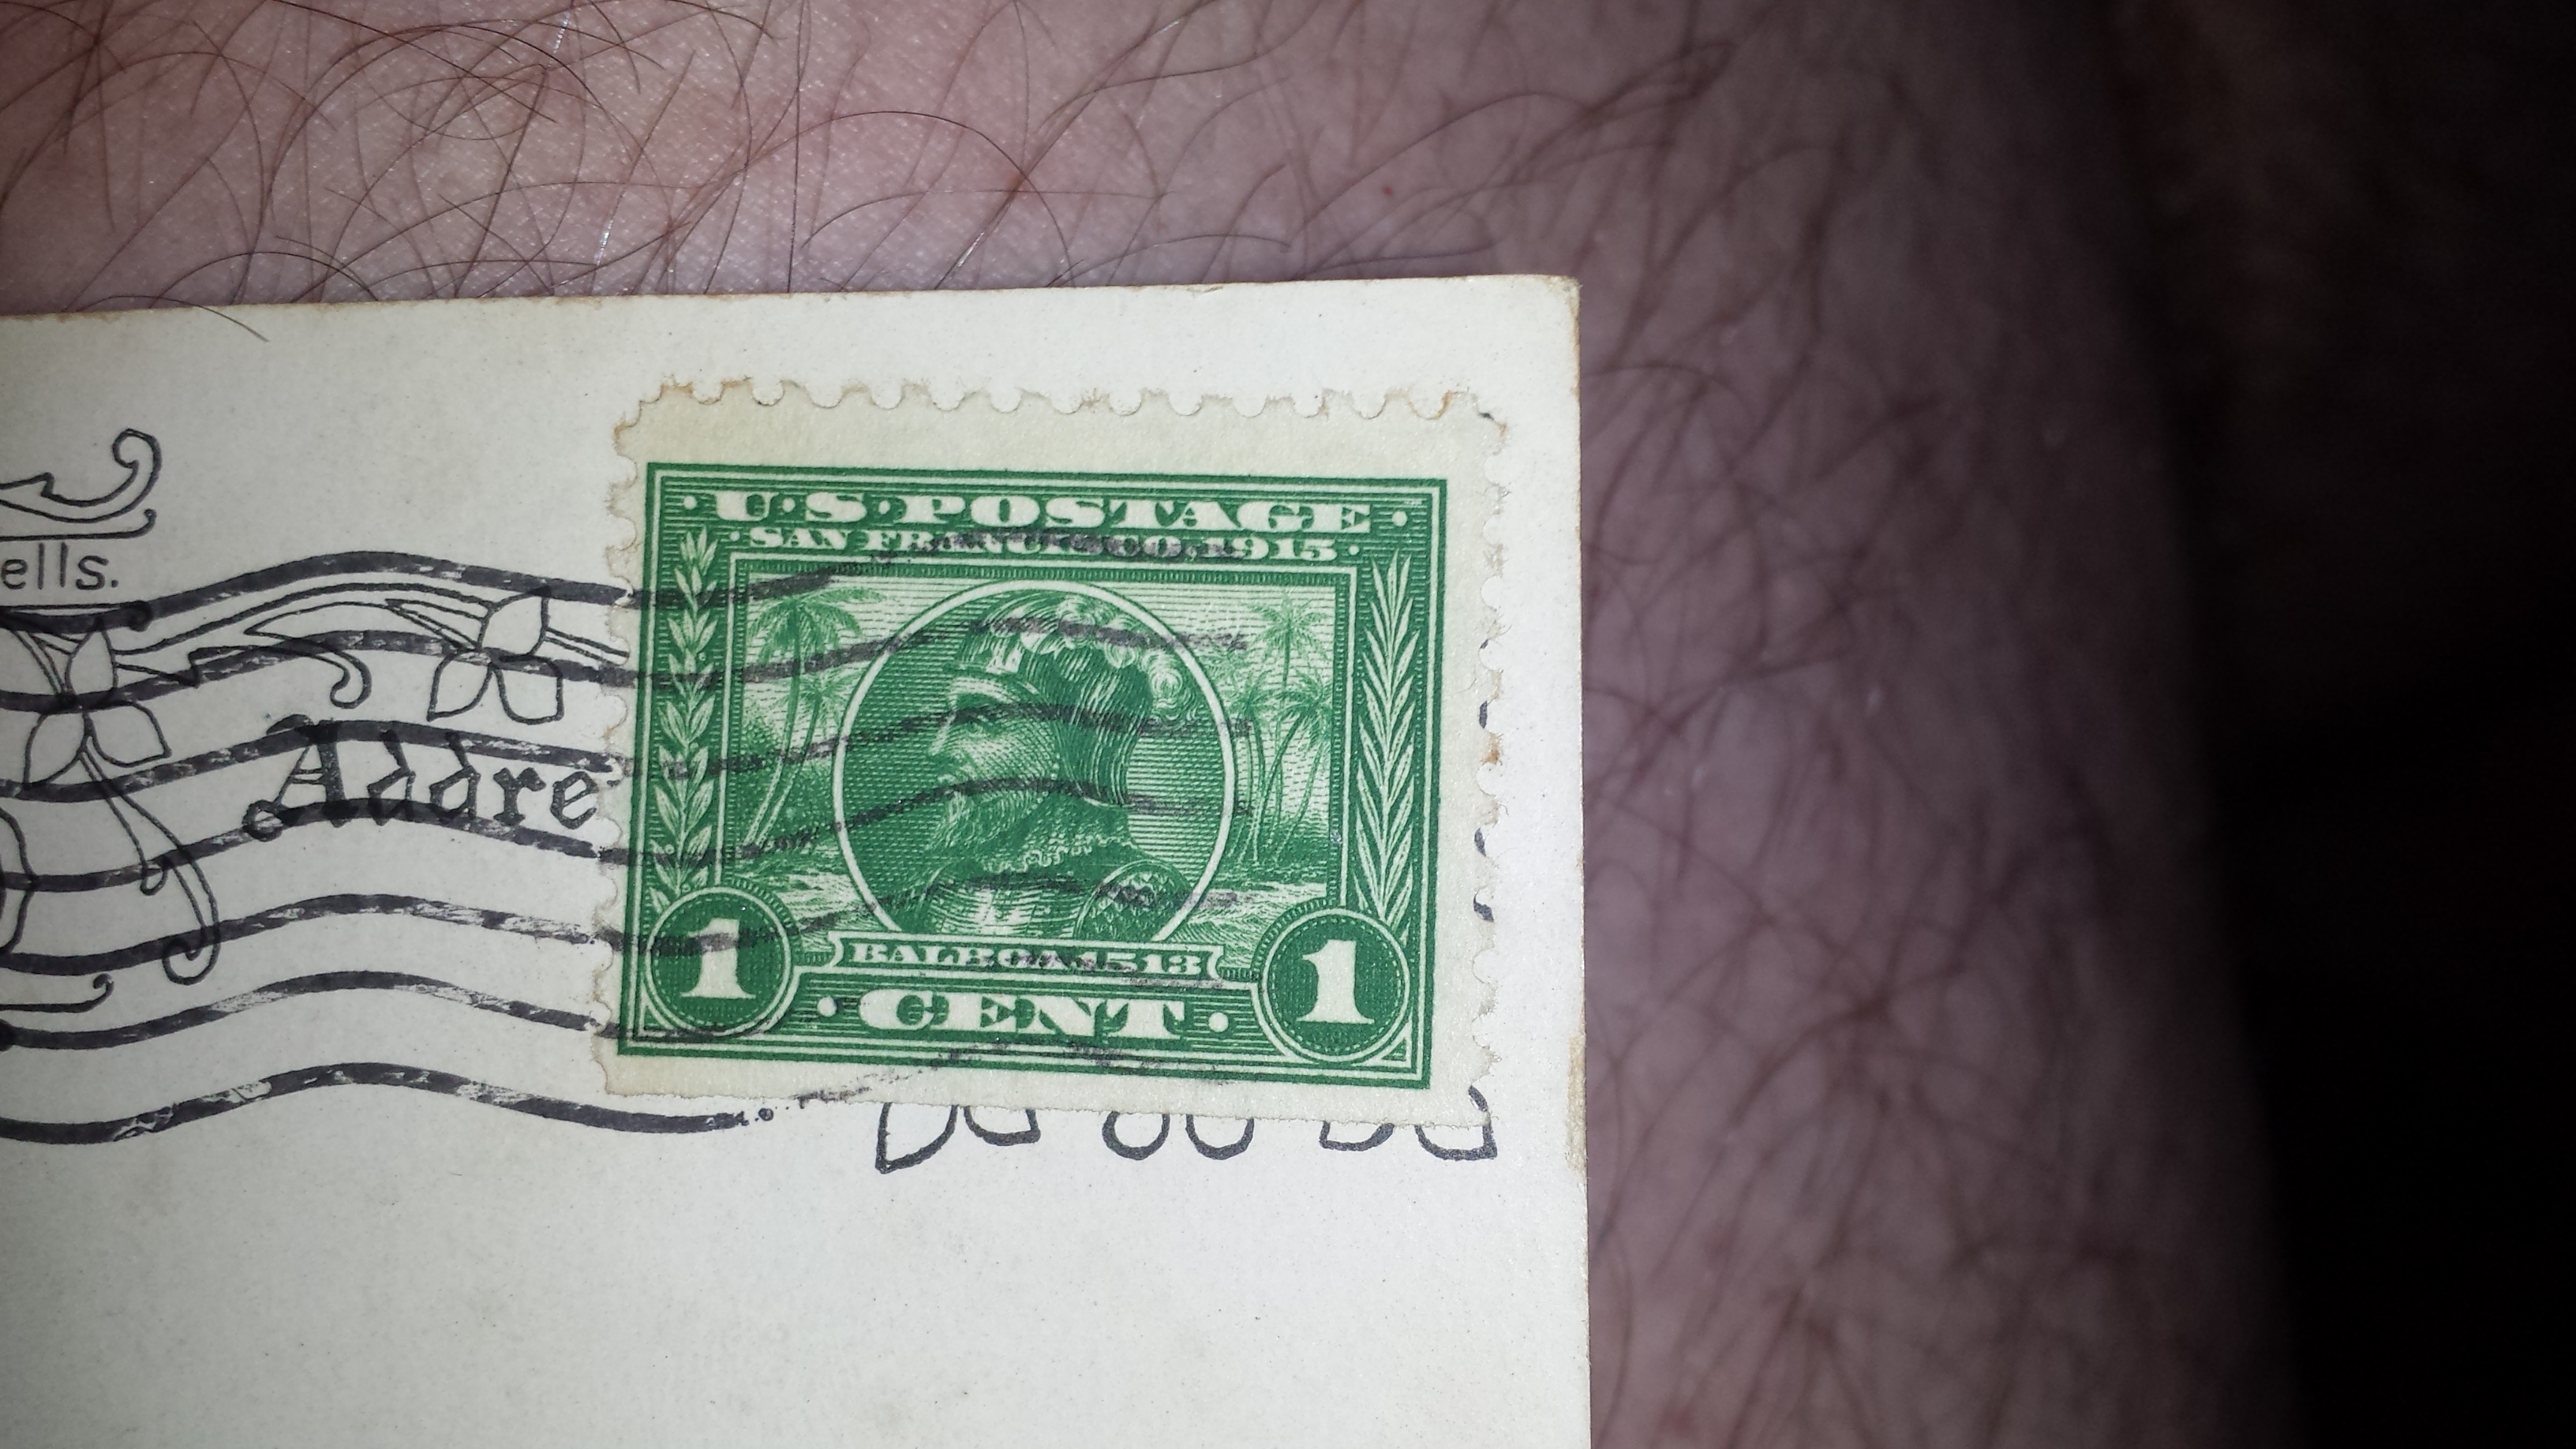 ells.
Addre
U·S·POSTAGE
SAN FRANCISCO, 1915
BALBOA 1513
1 CENT 1